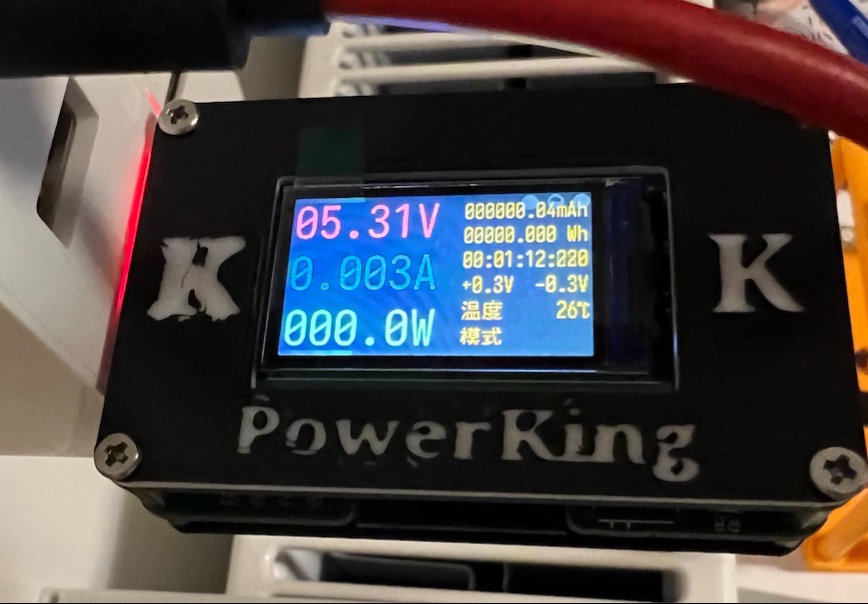 05.31V
0.003A
000.0W
000000.04mAh
00000.000 Wh
00:01:12:020
+0.3V -0.3V
温度 26℃
模式
K K
PowerKing